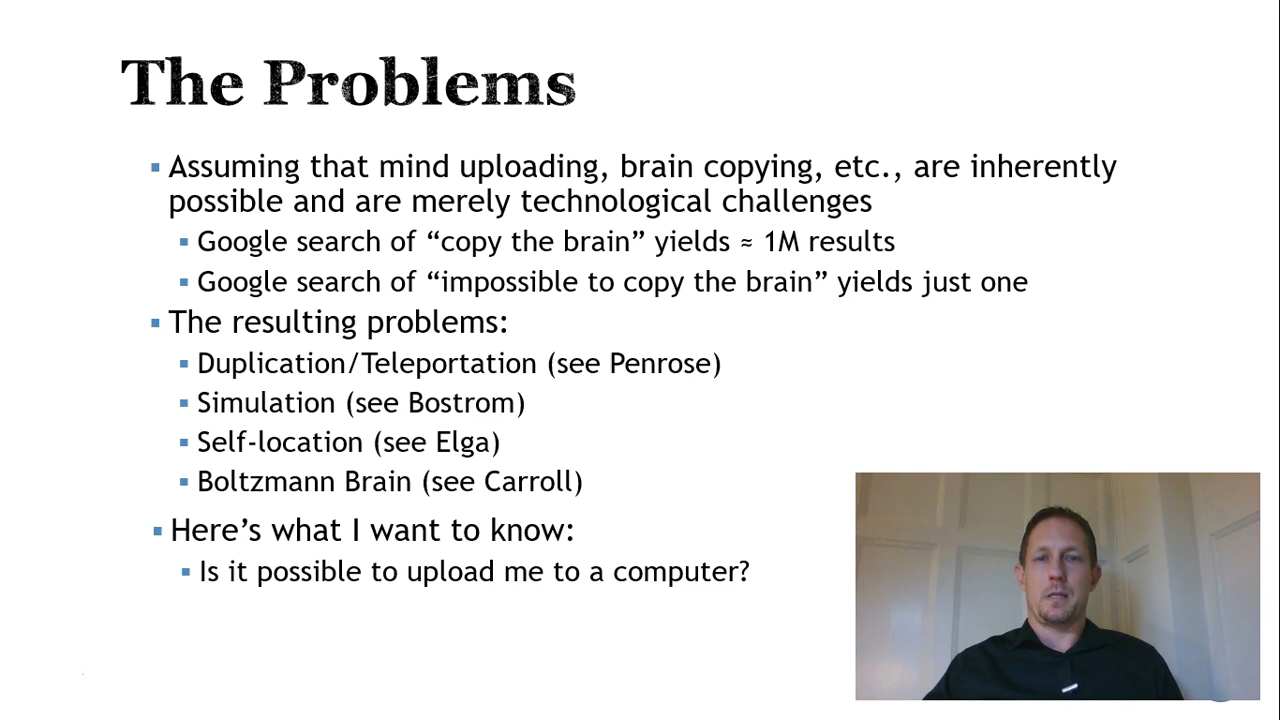 The Problems
Assuming that mind uploading, brain copying, etc., are inherently
possible and are merely technological challenges
Google search of “copy the brain” yields ≈ 1M results
Google search of “impossible to copy the brain” yields just one
The resulting problems:
Duplication/Teleportation (see Penrose)
Simulation (see Bostrom)
Self-location (see Elga)
Boltzmann Brain (see Carroll)
Here’s what I want to know:
Is it possible to upload me to a computer?